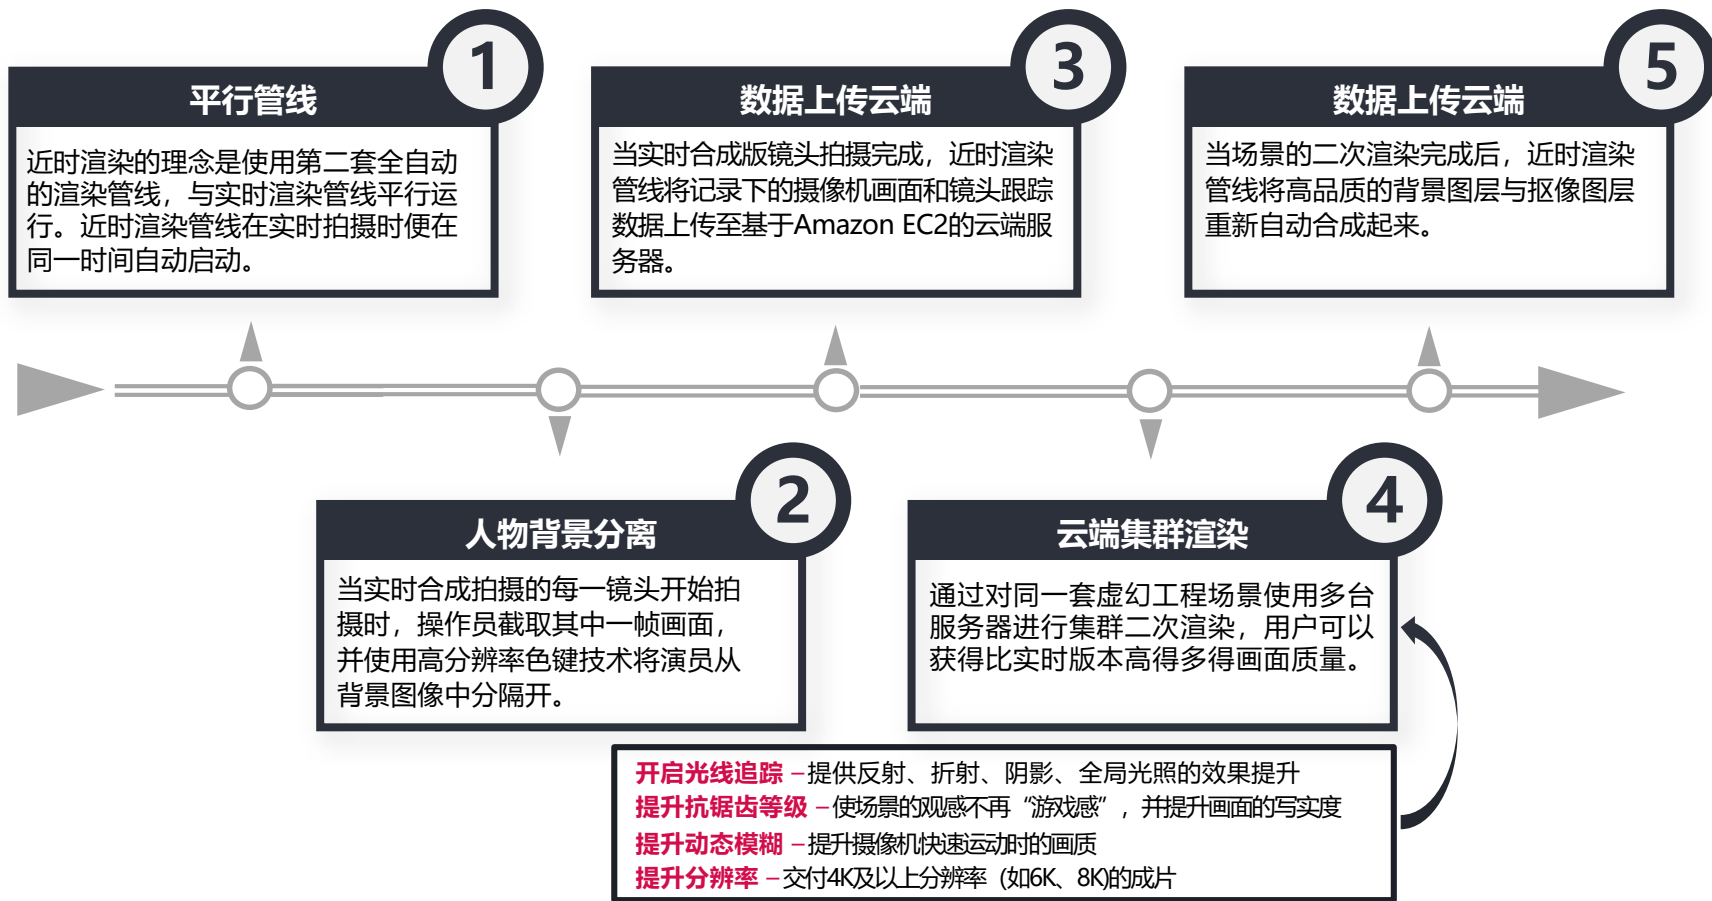 1
平行管线
近时渲染的理念是使用第二套全自动
的渲染管线，与实时渲染管线平行运
行。近时渲染管线在实时拍摄时便在
同一时间自动启动。
3
数据上传云端
当实时合成版镜头拍摄完成，近时渲染
管线将记录下的摄像机画面和镜头跟踪
数据上传至基于Amazon EC2的云端服
务器。
5
数据上传云端
当场景的二次渲染完成后，近时渲染
管线将高品质的背景图层与抠像图层
重新自动合成起来。
2
人物背景分离
当实时合成拍摄的每一镜头开始拍
摄时，操作员截取其中一帧画面，
并使用高分辨率色键技术将演员从
背景图像中分隔开。
4
云端集群渲染
通过对同一套虚幻工程场景使用多台
服务器进行集群二次渲染，用户可以
获得比实时版本高得多得画面质量。
开启光线追踪 – 提供反射、折射、阴影、全局光照的效果提升
提升抗锯齿等级 – 使场景的观感不再“游戏感”，并提升画面的写实度
提升动态模糊 – 提升摄像机快速运动时的画质
提升分辨率 – 交付4K及以上分辨率 (如6K、8K)的成片